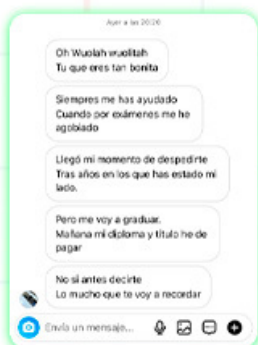 Ayer a las 20:20
Oh Wuolah wuolitah
Tu que eres tan bonita
Siempres me has ayudado
Cuando por exámenes me he
agobiado
Llegó mi momento de despedirte
Tras años en los que has estado mi
lado.
Pero me voy a graduar.
Mañana mi diploma y título he de
pagar
No si antes decirte
Lo mucho que te voy a recordar
Envía un mensaje...